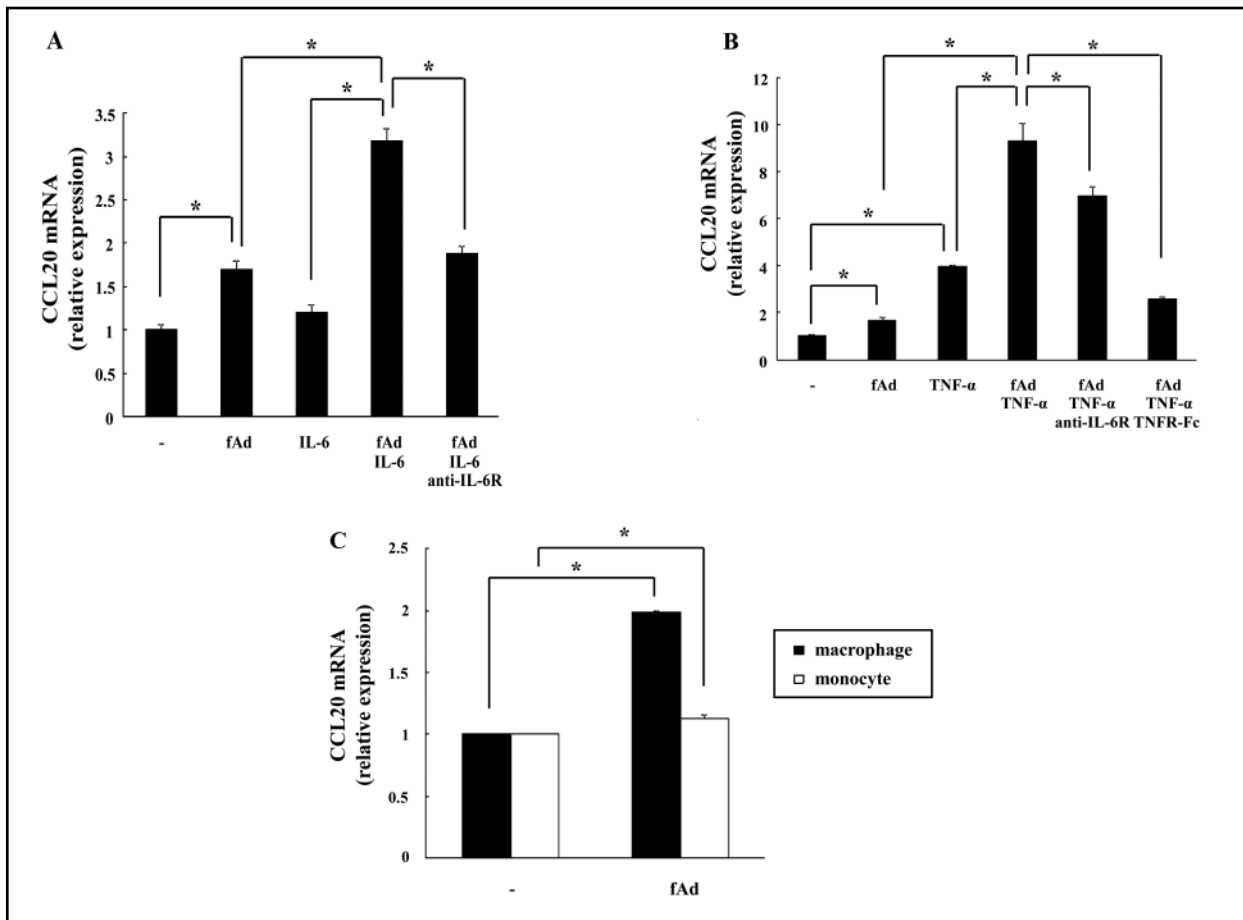 A
CCL20 mRNA
(relative expression)
3.5
3
2.5
2
1.5
1
0.5
0
*
*
*
*
-
fAd
IL-6
fAd
IL-6
fAd
IL-6
anti-IL-6R
B
CCL20 mRNA
(relative expression)
12
10
8
6
4
2
0
*
*
*
*
*
*
-
fAd
TNF-α
fAd
TNF-α
fAd
TNF-α
anti-IL-6R
fAd
TNF-α
TNFR-Fc
C
CCL20 mRNA
(relative expression)
2.5
2
1.5
1
0.5
0
*
*
-
fAd
macrophage
monocyte